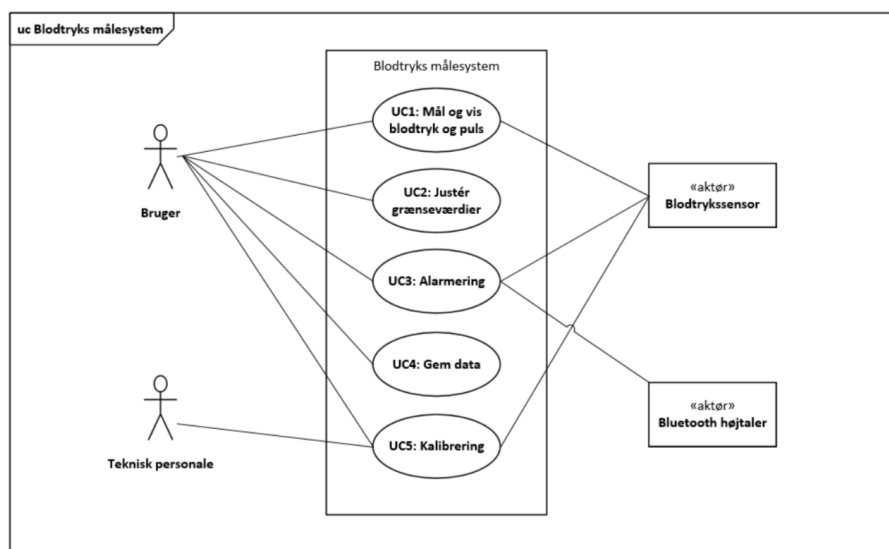 uc Blodtryks målesystem
Blodtryks målesystem
UC1: Mål og vis
blodtryk og puls
UC2: Justér
grænseværdier
UC3: Alarmering
UC4: Gem data
UC5: Kalibrering
Bruger
Teknisk personale
«aktør»
Blodtrykssensor
«aktør»
Bluetooth højtaler